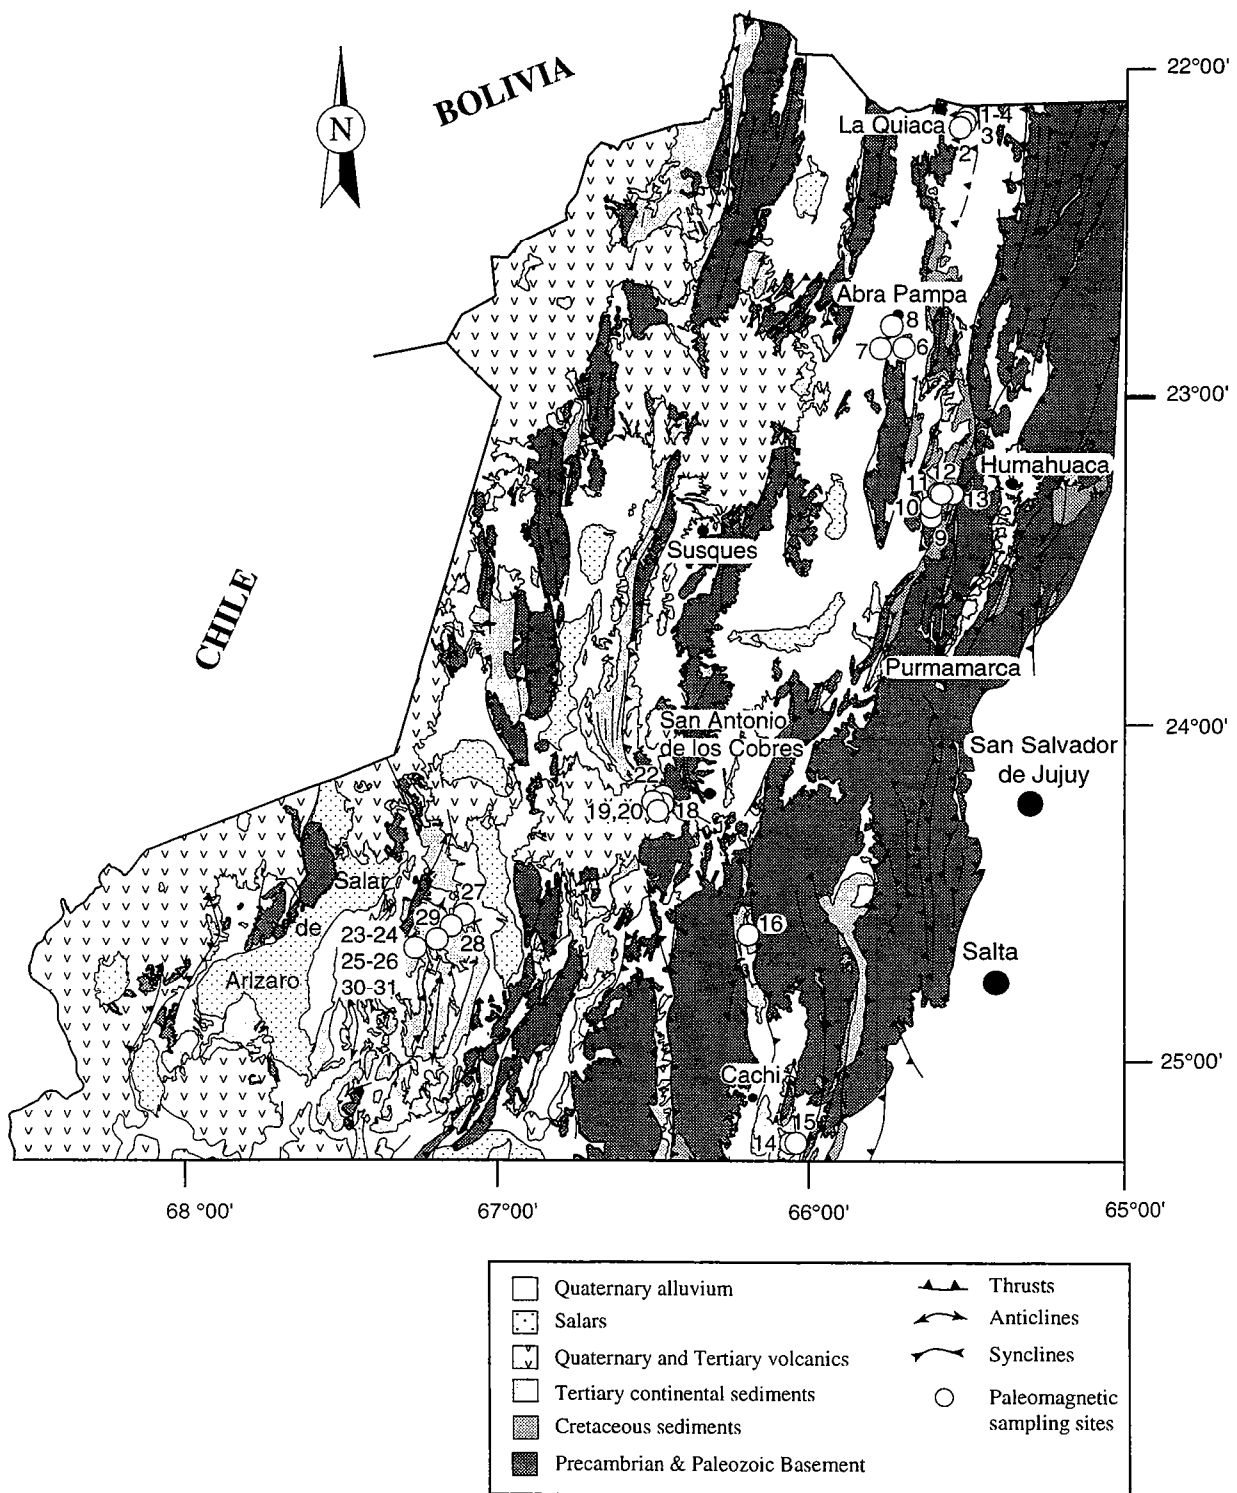 BOLIVIA
22°00'
N
La Quiaca
1-4
3
2
Abra Pampa
8
7
6
23°00'
Humahuaca
12
11
13
10
9
Susques
CHILE
Purmamarca
San Antonio
de los Cobres
24°00'
San Salvador
de Jujuy
22
19,20
18
Salar
27
de
29
23-24
28
16
Salta
Arizaro
25-26
30-31
25°00'
Cachi
15
14
68 °00'
67°00'
66°00'
65°00'
Quaternary alluvium
Salars
Quaternary and Tertiary volcanics
Tertiary continental sediments
Cretaceous sediments
Precambrian & Paleozoic Basement
Thrusts
Anticlines
Synclines
Paleomagnetic
sampling sites